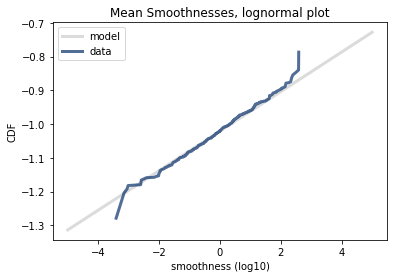 Mean Smoothnesses, lognormal plot
model
data
CDF
−0.7
−0.8
−0.9
−1.0
−1.1
−1.2
−1.3
−4 −2 0 2 4
smoothness (log10)